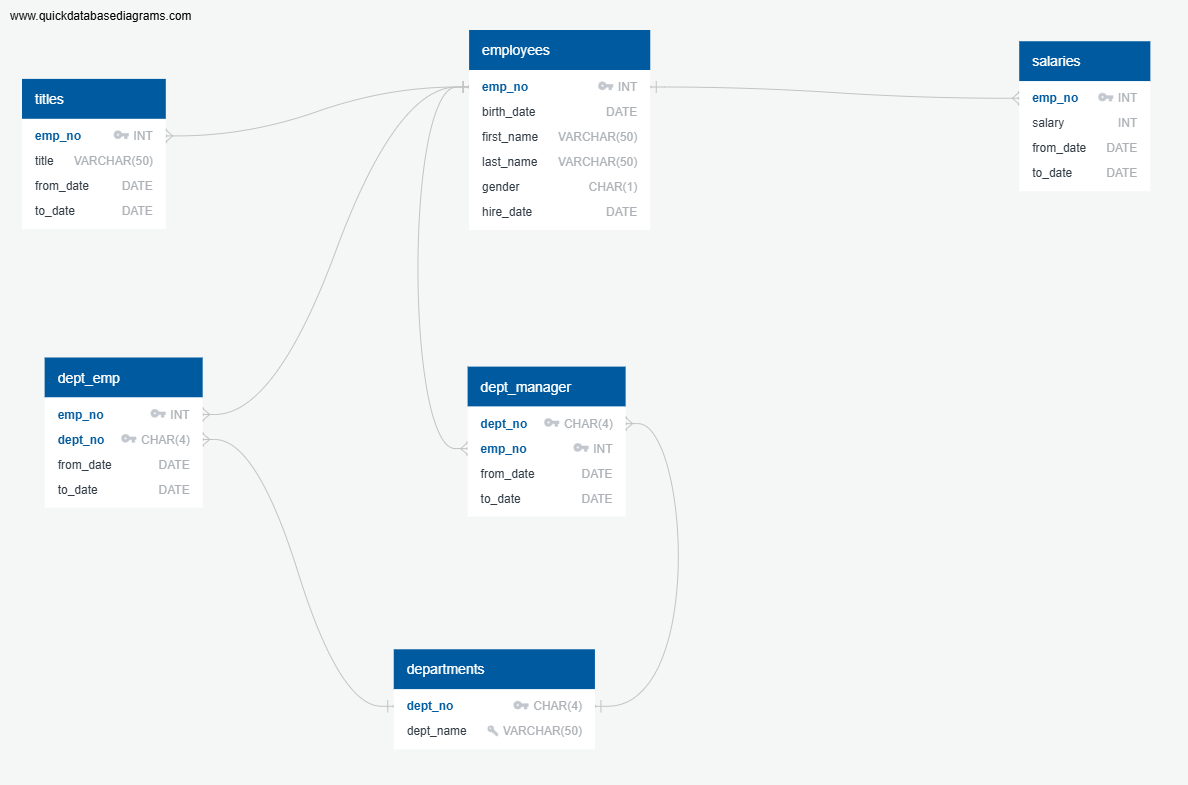 www.quickdatabasediagrams.com
employees
emp_no INT
birth_date DATE
first_name VARCHAR(50)
last_name VARCHAR(50)
gender CHAR(1)
hire_date DATE
salaries
emp_no INT
salary INT
from_date DATE
to_date DATE
titles
emp_no INT
title VARCHAR(50)
from_date DATE
to_date DATE
dept_emp
emp_no INT
dept_no CHAR(4)
from_date DATE
to_date DATE
dept_manager
dept_no CHAR(4)
emp_no INT
from_date DATE
to_date DATE
departments
dept_no CHAR(4)
dept_name VARCHAR(50)